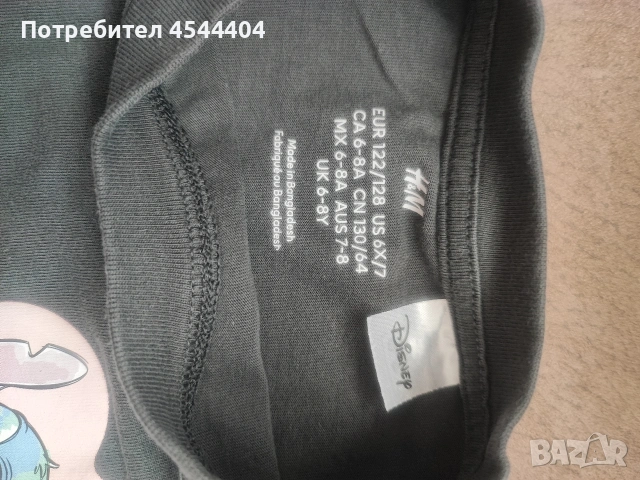 Потребител 4544404
H&M
EUR 122/128 US 6X/7
CA 6-8A CN 130/64
MX 6-8A AUS 7-8
UK 6-8Y
Made in Bangladesh
Fabriqué au Bangladesh
Disney
BAZAR